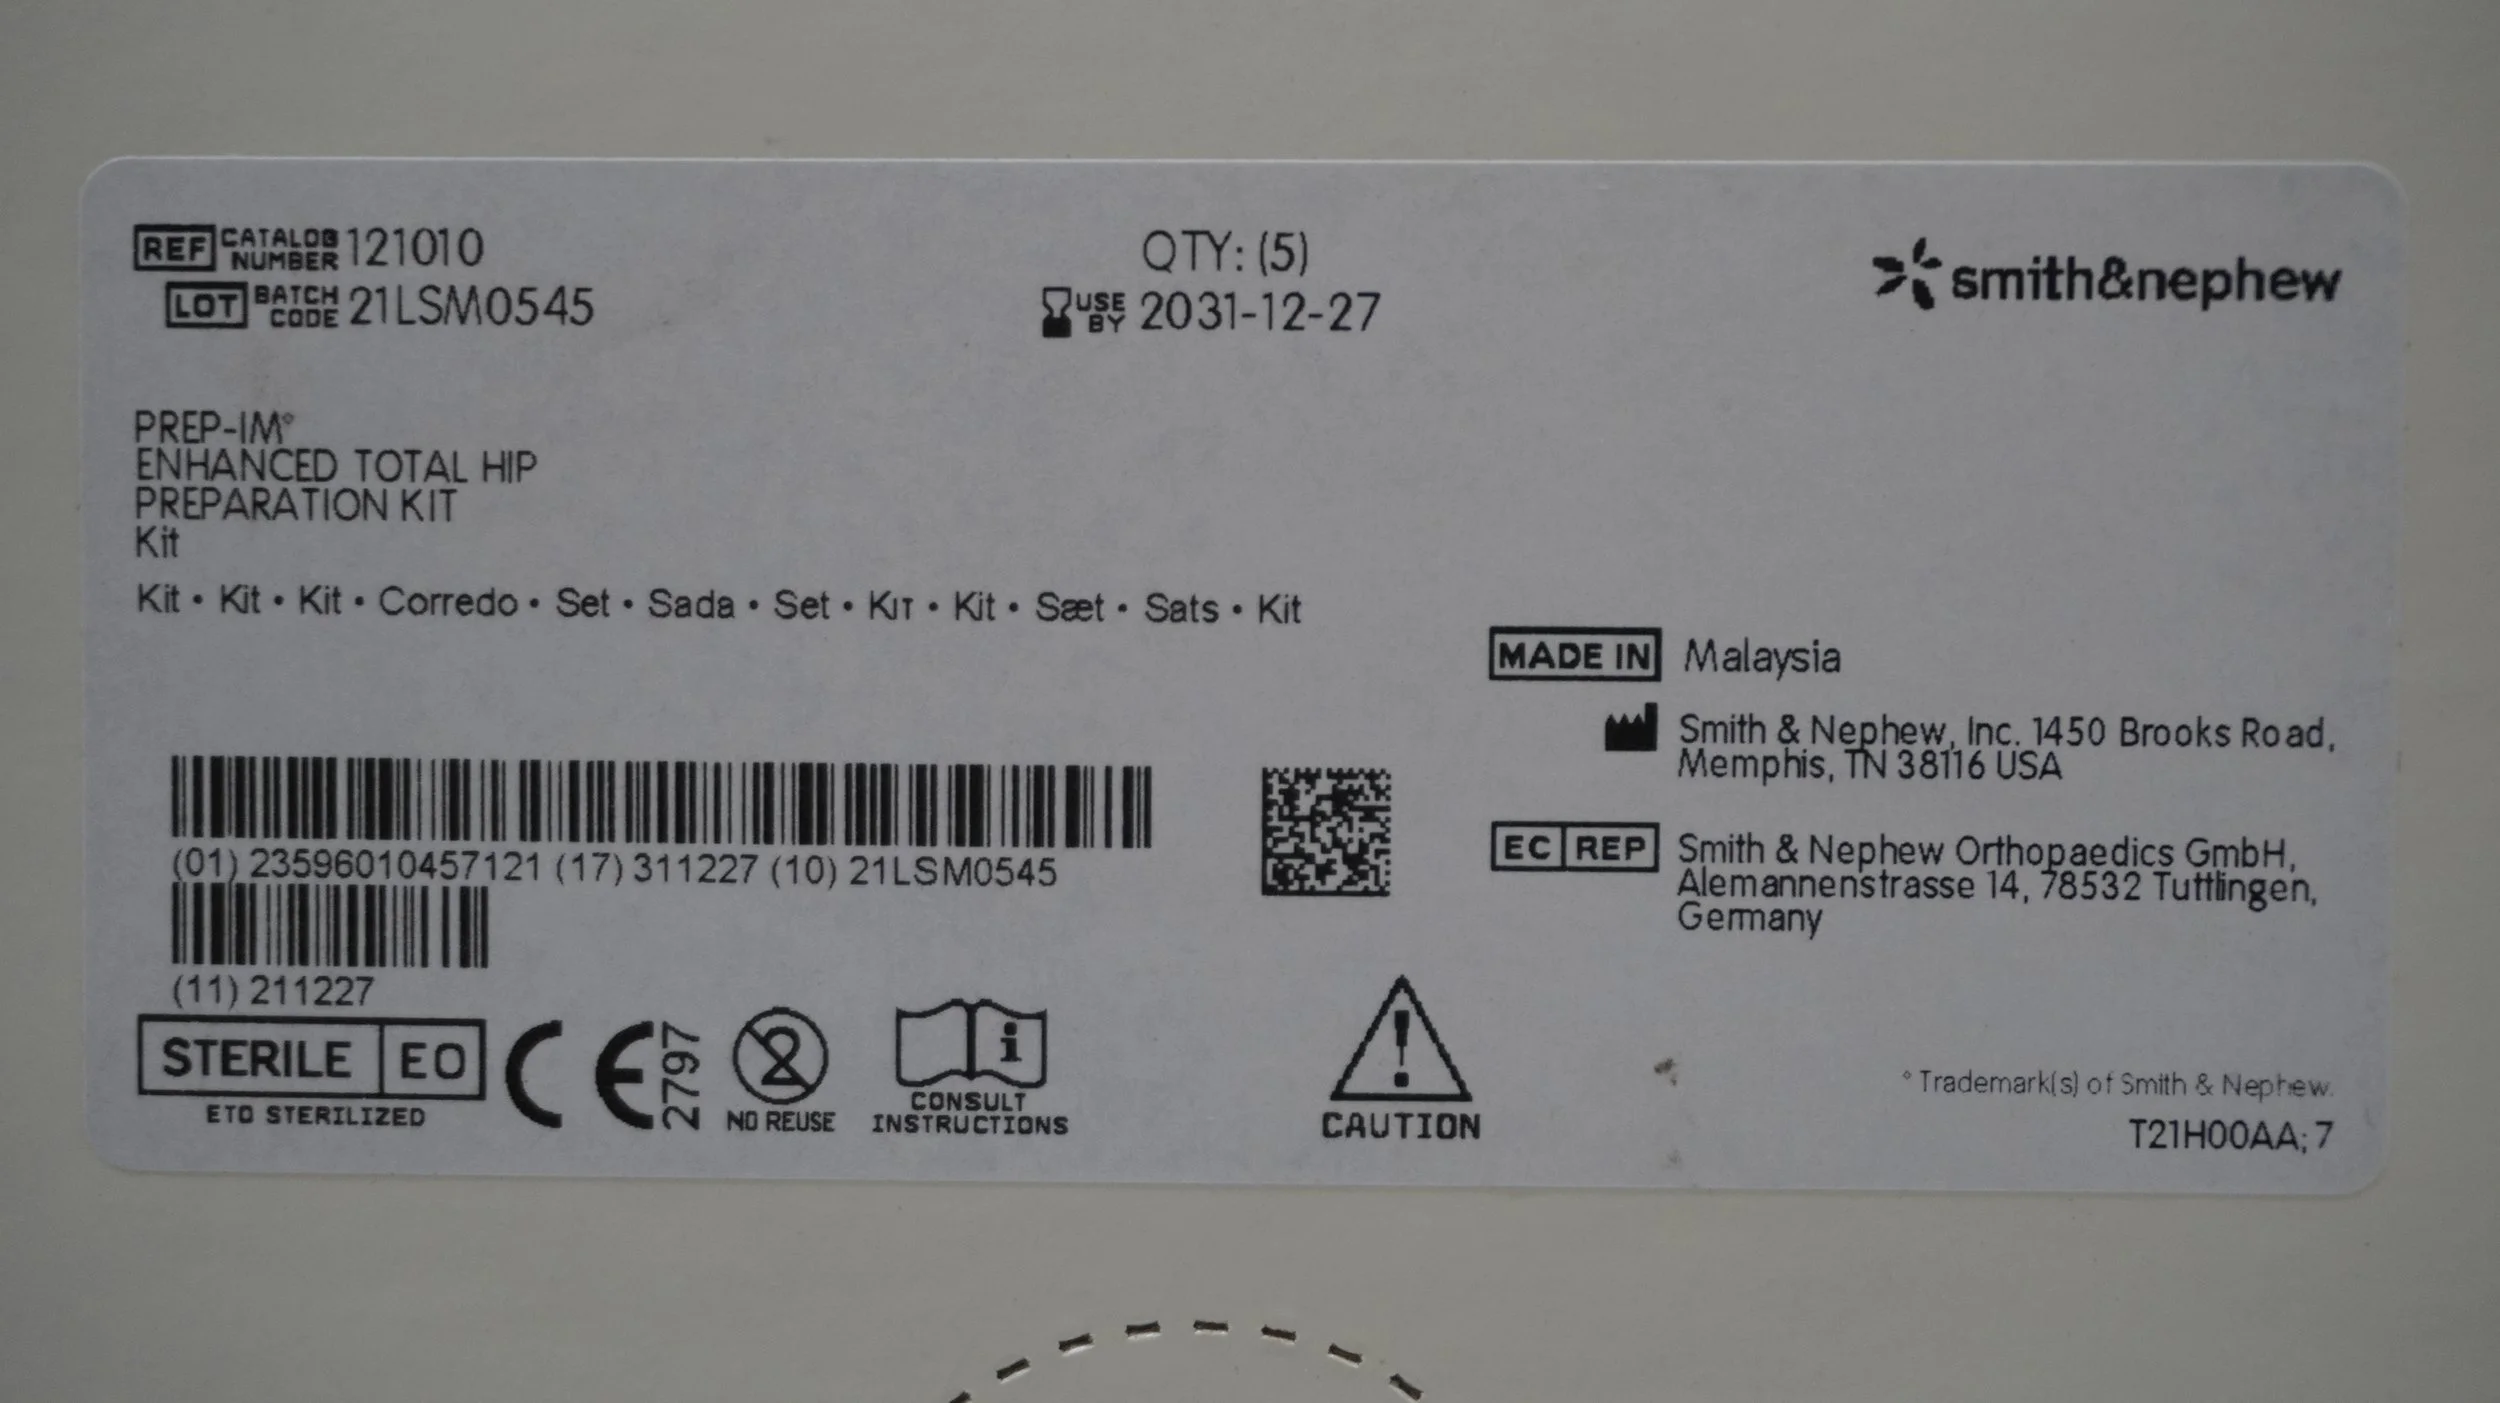 REF CATALOG NUMBER 121010
LOT BATCH CODE 21LSM0545
QTY: (5)
USE BY 2031-12-27
smith&nephew
PREP-IM°
ENHANCED TOTAL HIP
PREPARATION KIT
Kit
Kit • Kit • Kit • Corredo • Set • Sada • Set • Kıт • Kit • Sæt • Sats • Kit
MADE IN Malaysia
Smith & Nephew, Inc. 1450 Brooks Road,
Memphis, TN 38116 USA
EC REP Smith & Nephew Orthopaedics GmbH,
Alemannenstrasse 14, 78532 Tuttlingen,
Germany
(01) 23596010457121 (17) 311227 (10) 21LSM0545
(11) 211227
STERILE EO
ETO STERILIZED
CE 2797
2
NO REUSE
i
CONSULT
INSTRUCTIONS
!
CAUTION
° Trademark(s) of Smith & Nephew.
T21H00AA; 7